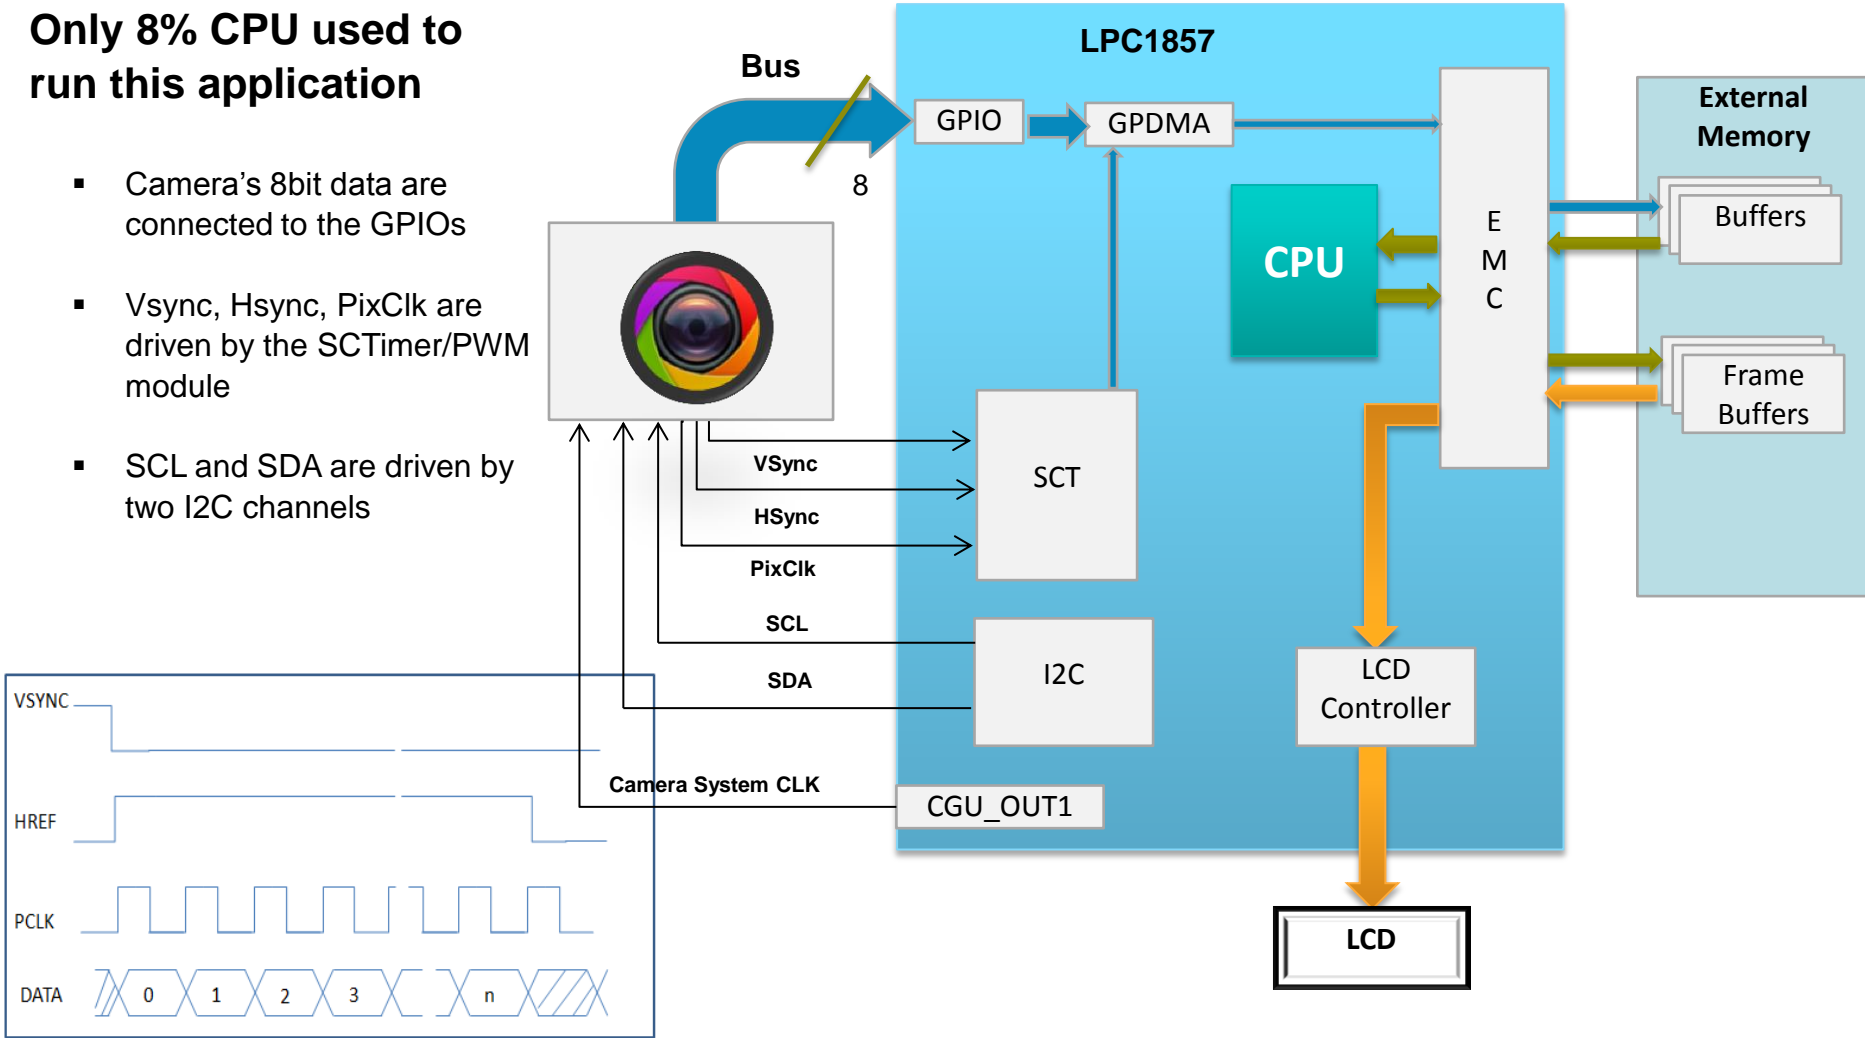 Only 8% CPU used to
run this application
▪ Camera’s 8bit data are
connected to the GPIOs
▪ Vsync, Hsync, PixClk are
driven by the SCTimer/PWM
module
▪ SCL and SDA are driven by
two I2C channels
Bus
8
LPC1857
GPIO
GPDMA
CPU
E
M
C
External
Memory
Buffers
Frame
Buffers
VSync
HSync
PixClk
SCT
SCL
SDA
I2C
Camera System CLK
CGU_OUT1
LCD
Controller
LCD
VSYNC
HREF
PCLK
DATA 0 1 2 3 n